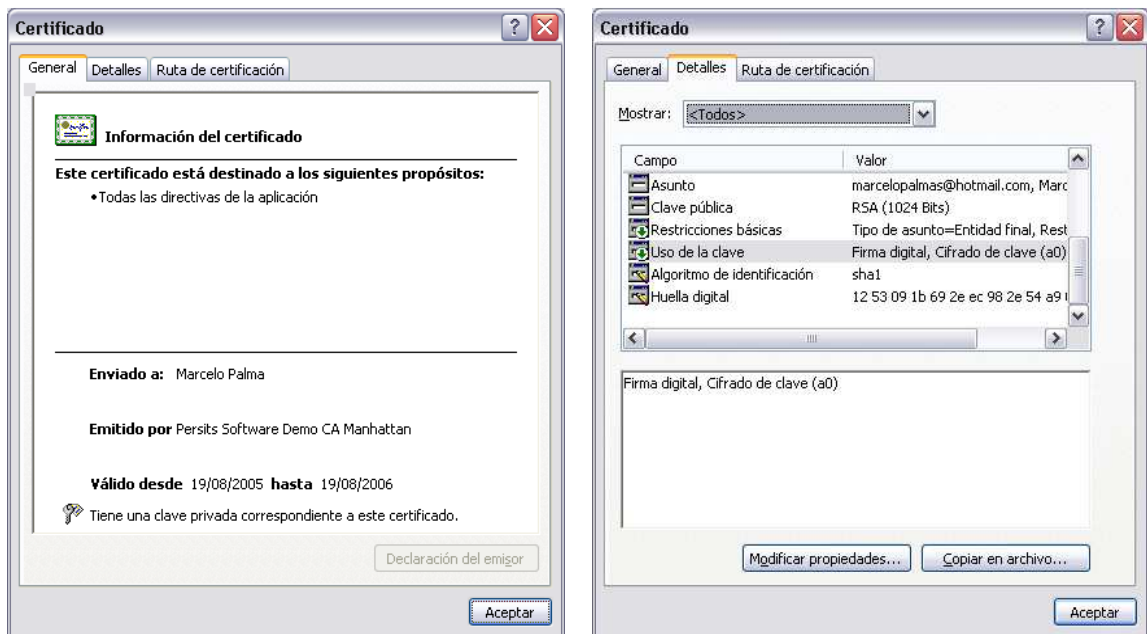 Certificado
General Detalles Ruta de certificación
Información del certificado
Este certificado está destinado a los siguientes propósitos:
•Todas las directivas de la aplicación
Enviado a: Marcelo Palma
Emitido por Persits Software Demo CA Manhattan
Válido desde 19/08/2005 hasta 19/08/2006
Tiene una clave privada correspondiente a este certificado.
Declaración del emisor
Aceptar
Certificado
General Detalles Ruta de certificación
Mostrar: <Todos>
Campo Valor
Asunto marcelopalmas@hotmail.com, Marc
Clave pública RSA (1024 Bits)
Restricciones básicas Tipo de asunto=Entidad final, Rest
Uso de la clave Firma digital, Cifrado de clave (a0)
Algoritmo de identificación sha1
Huella digital 12 53 09 1b 69 2e ec 98 2e 54 a9
Firma digital, Cifrado de clave (a0)
Modificar propiedades... Copiar en archivo...
Aceptar